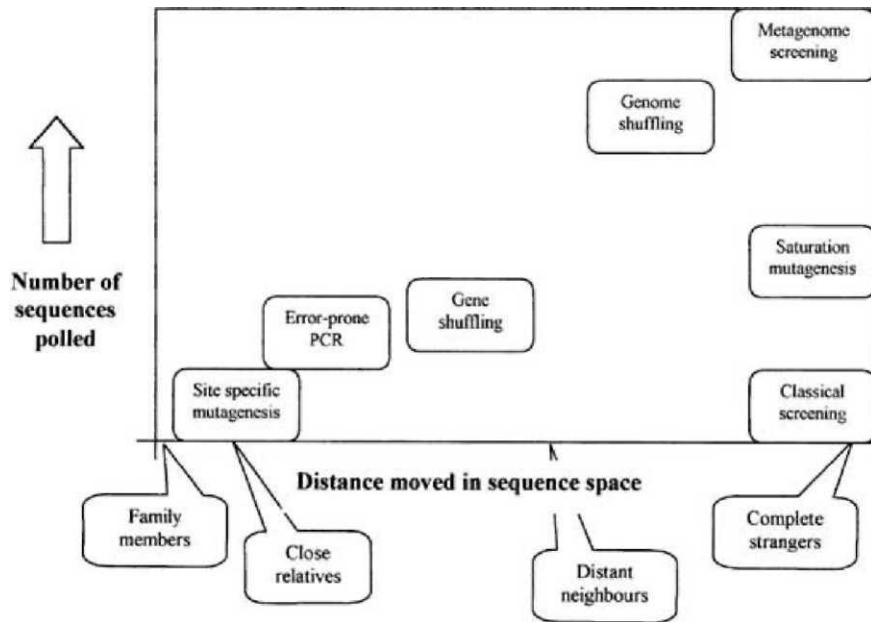 Metagenome
screening
Genome
shuffling
Saturation
mutagenesis
Number of
sequences
polled
Gene
shuffling
Error-prone
PCR
Site specific
mutagenesis
Classical
screening
Distance moved in sequence space
Family
members
Close
relatives
Distant
neighbours
Complete
strangers